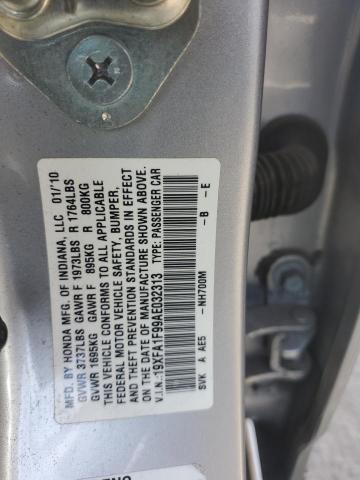 MFD. BY HONDA MFG. OF INDIANA, LLC 01/'10
GVWR 3737LBS GAWR F 1973LBS R 1764LBS
GVWR 1695KG GAWR F 895KG R 800KG
THIS VEHICLE CONFORMS TO ALL APPLICABLE
FEDERAL MOTOR VEHICLE SAFETY, BUMPER,
AND THEFT PREVENTION STANDARDS IN EFFECT
ON THE DATE OF MANUFACTURE SHOWN ABOVE.
V.I.N.:19XFA1F99AE032313 TYPE: PASSENGER CAR
- NH700M - B - E
SVK A AE5